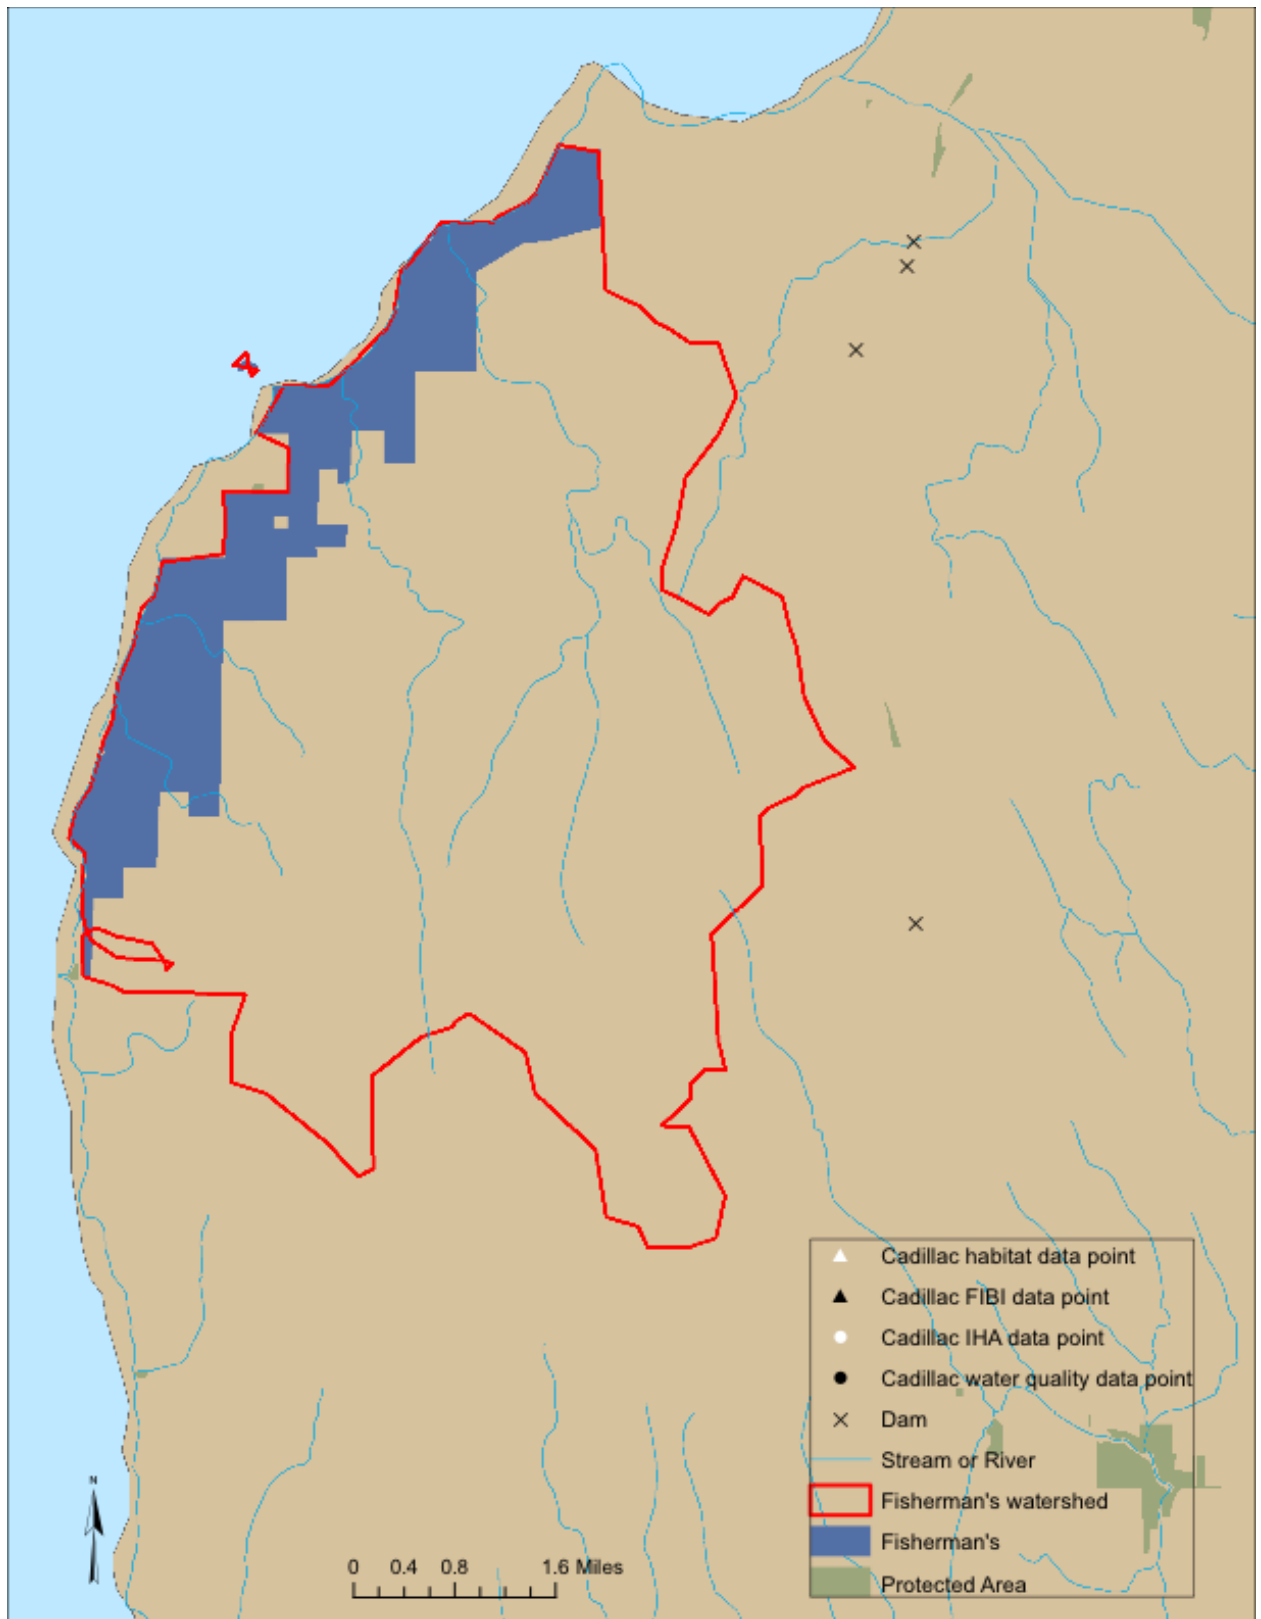 Cadillac habitat data point
Cadillac FIBI data point
Cadillac IHA data point
Cadillac water quality data point
Dam
Stream or River
Fisherman's watershed
Fisherman's
Protected Area
N
0 0.4 0.8 1.6 Miles